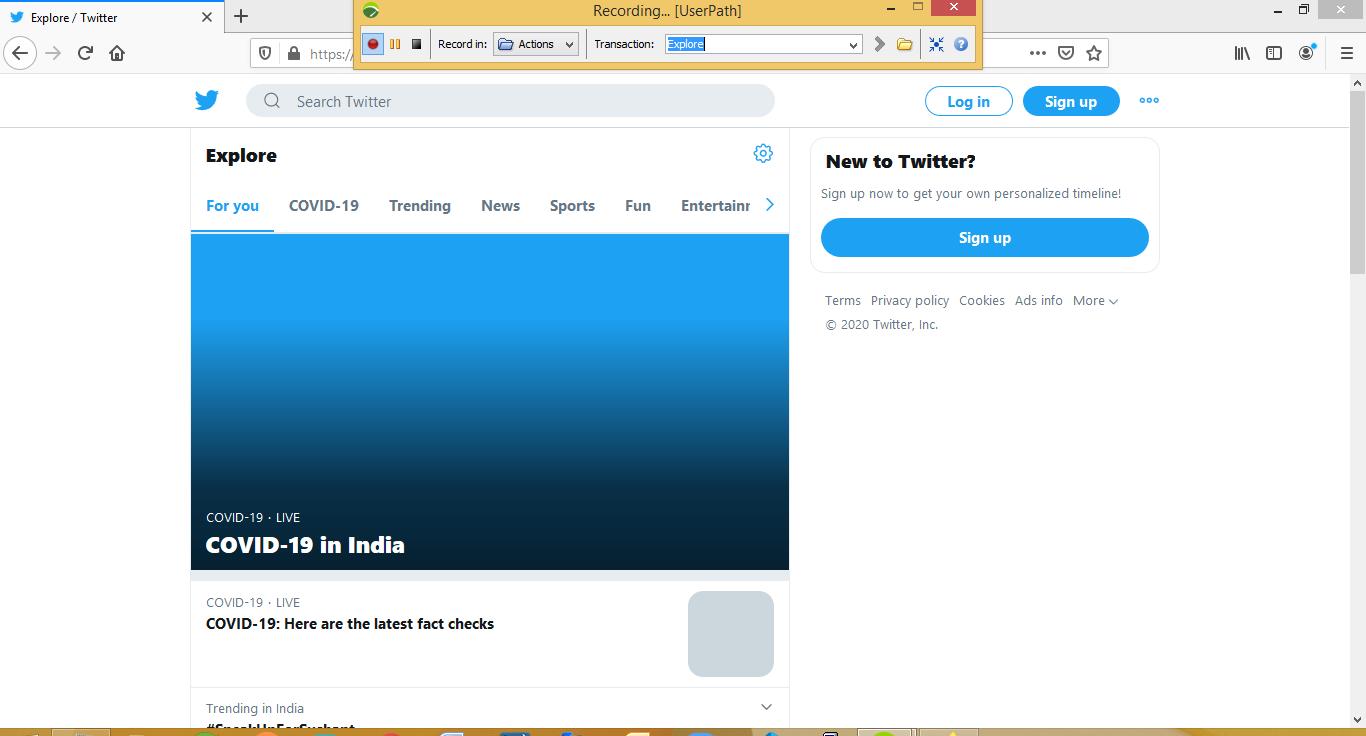 Explore / Twitter
Recording... [UserPath]
Record in: Actions Transaction: Explore
https:/
Search Twitter
Log in
Sign up
Explore
For you COVID-19 Trending News Sports Fun Entertainr
COVID-19 · LIVE
COVID-19 in India
COVID-19 · LIVE
COVID-19: Here are the latest fact checks
Trending in India
New to Twitter?
Sign up now to get your own personalized timeline!
Sign up
Terms Privacy policy Cookies Ads info More
© 2020 Twitter, Inc.